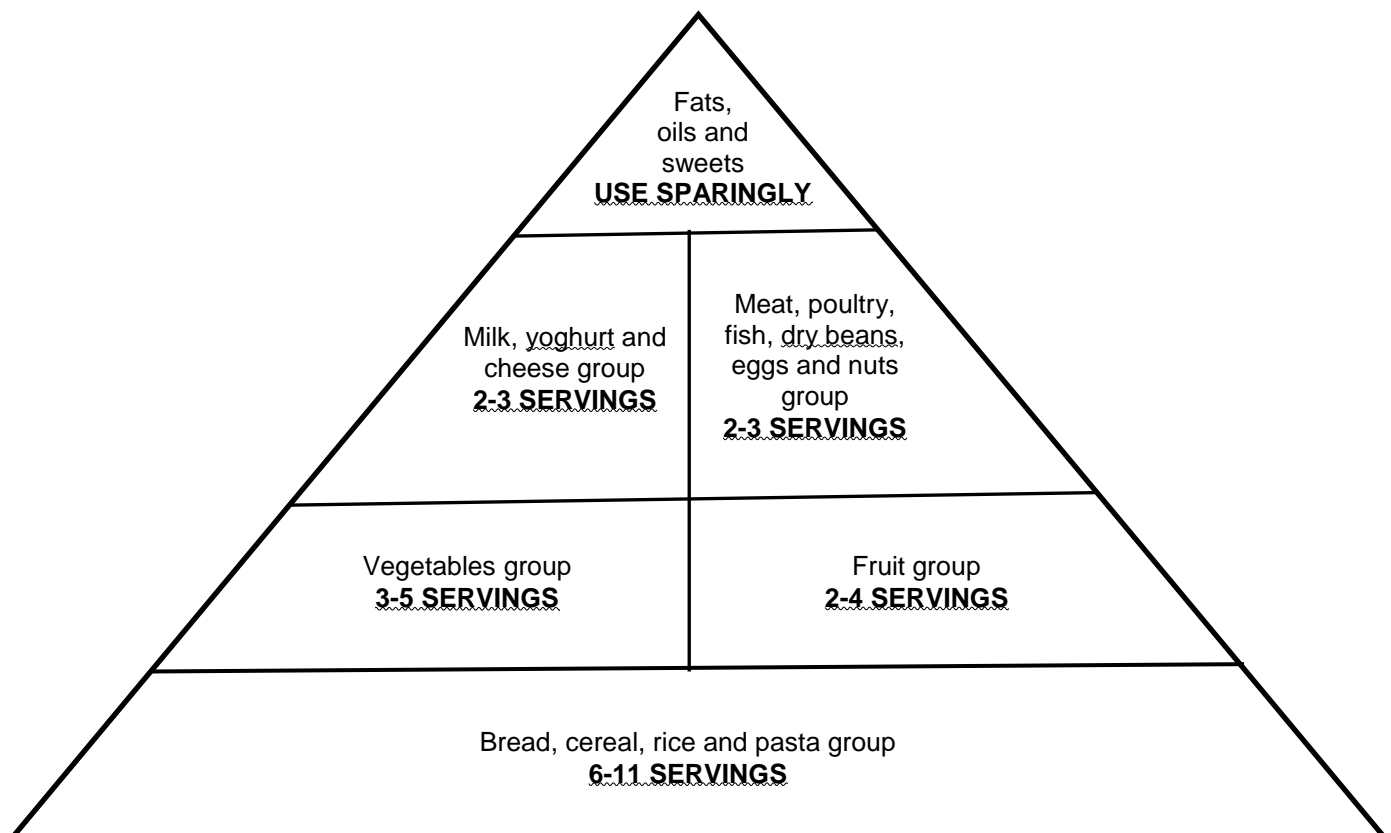 Fats,
oils and
sweets
USE SPARINGLY
Milk, yoghurt and
cheese group
2-3 SERVINGS
Meat, poultry,
fish, dry beans,
eggs and nuts
group
2-3 SERVINGS
Vegetables group
3-5 SERVINGS
Fruit group
2-4 SERVINGS
Bread, cereal, rice and pasta group
6-11 SERVINGS